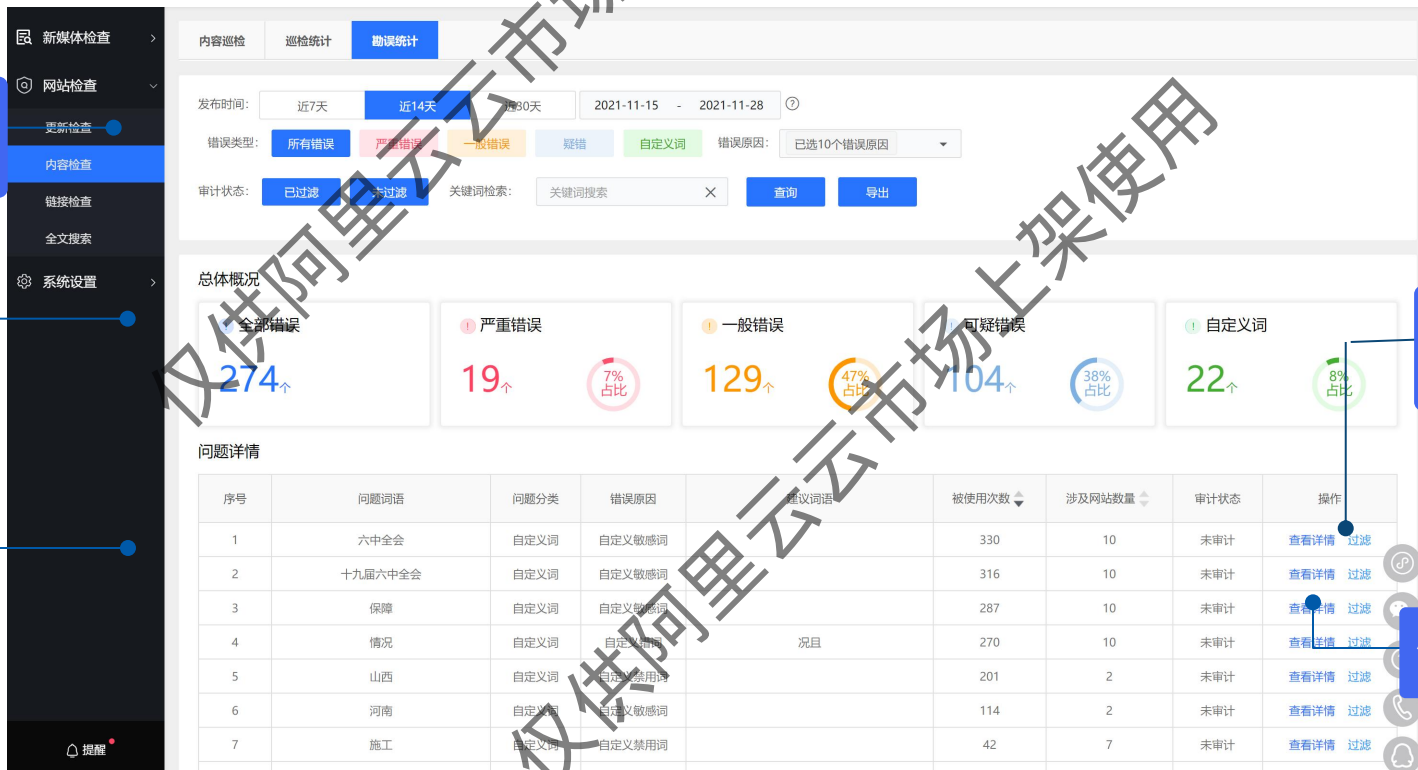 新媒体检查
网站检查
更新检查
内容检查
链接检查
全文搜索
系统设置
提醒
内容巡检 巡检统计 勘误统计
发布时间: 近7天 近14天 近30天 2021-11-15 - 2021-11-28
错误类型: 所有错误 严重错误 一般错误 疑错 自定义词 错误原因: 已选10个错误原因
审计状态: 已过滤 未过滤 关键词检索: 关键词搜索 查询 导出
总体概况
全部错误 严重错误 一般错误 可疑错误 自定义词
274个 19个 7%占比 129个 47%占比 104个 38%占比 22个 8%占比
问题详情
序号 问题词语 问题分类 错误原因 建议词语 被使用次数 涉及网站数量 审计状态 操作
1 六中全会 自定义词 自定义敏感词 330 10 未审计 查看详情 过滤
2 十九届六中全会 自定义词 自定义敏感词 316 10 未审计 查看详情 过滤
3 保障 自定义词 自定义敏感词 287 10 未审计 查看详情 过滤
4 情况 自定义词 自定义错词 况且 270 10 未审计 查看详情 过滤
5 山西 自定义词 自定义禁用词 201 2 未审计 查看详情 过滤
6 河南 自定义词 自定义敏感词 114 2 未审计 查看详情 过滤
7 施工 自定义词 自定义禁用词 42 7 未审计 查看详情 过滤
仅供阿里云云市场
仅供阿里云云市场上架使用